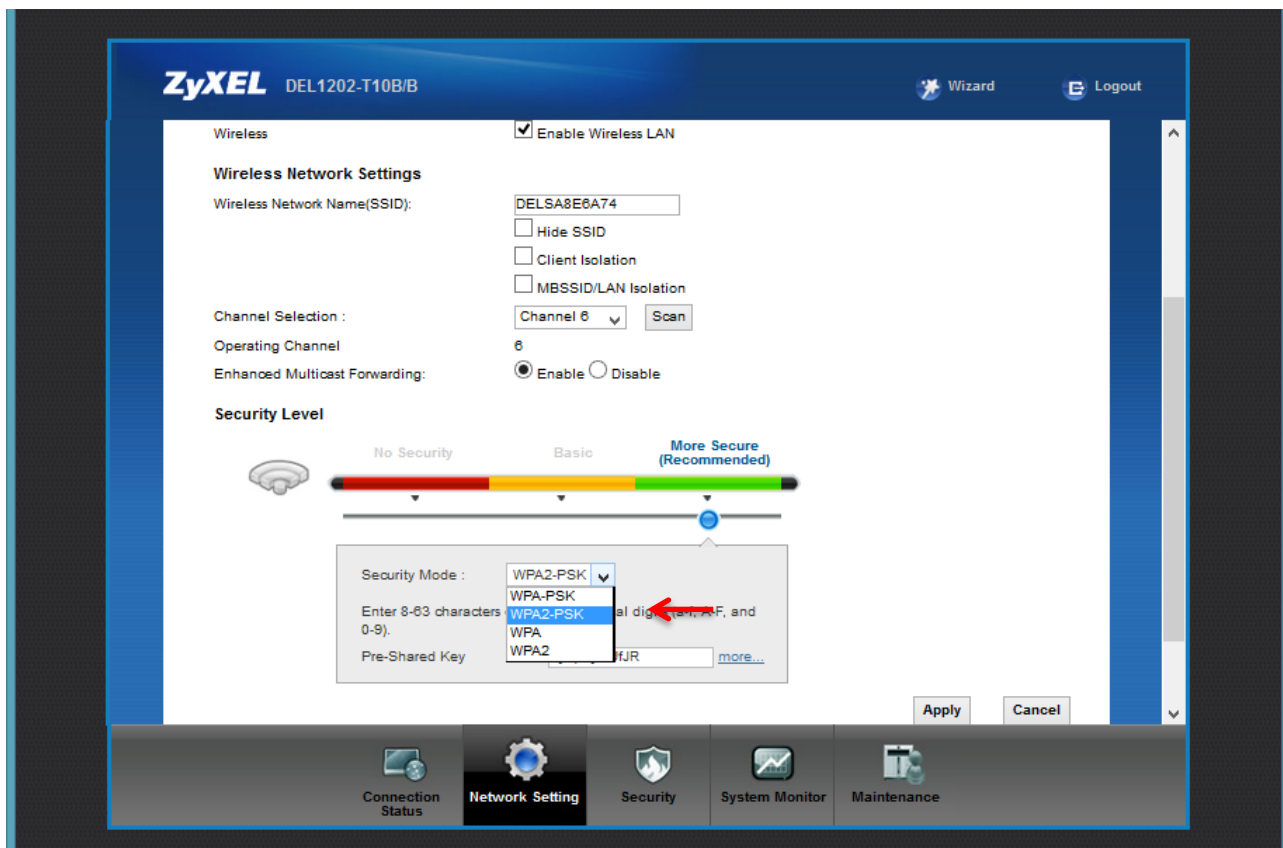 ZyXEL DEL1202-T10B/B Wizard Logout
Wireless Enable Wireless LAN
Wireless Network Settings
Wireless Network Name(SSID): DELSA8E6A74
Hide SSID
Client Isolation
MBSSID/LAN Isolation
Channel Selection : Channel 6 Scan
Operating Channel 6
Enhanced Multicast Forwarding: Enable Disable
Security Level
No Security Basic More Secure
(Recommended)
Security Mode : WPA2-PSK
WPA-PSK
Enter 8-63 characters WPA2-PSK and
0-9). WPA
WPA2
Pre-Shared Key more...
Apply Cancel
Connection Status Network Setting Security System Monitor Maintenance